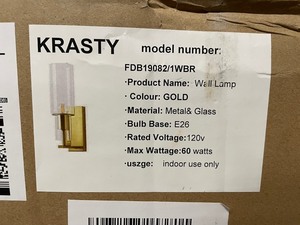 KRASTY model number:
FDB19082/1WBR
·Product Name: Wall Lamp
· Colour: GOLD
·Material: Metal& Glass
·Bulb Base: E26
·Rated Voltage:120v
·Max Wattage:60 watts
·uszge: indoor use only